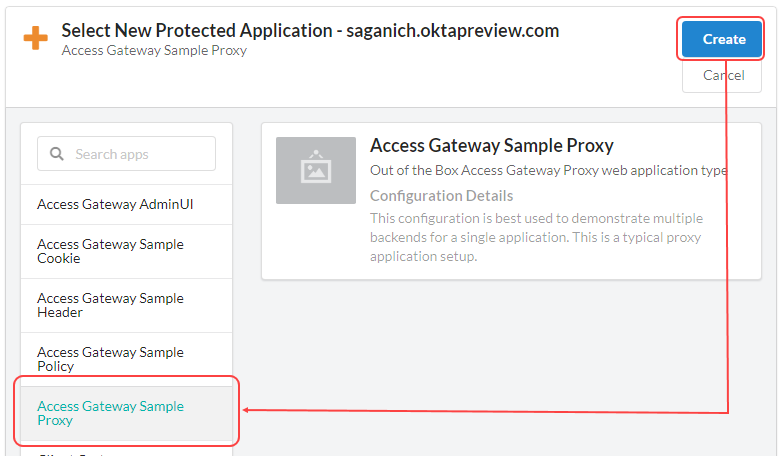 Select New Protected Application - saganich.oktapreview.com
Access Gateway Sample Proxy
Create
Cancel
Search apps
Access Gateway AdminUI
Access Gateway Sample
Cookie
Access Gateway Sample
Header
Access Gateway Sample
Policy
Access Gateway Sample
Proxy
Access Gateway Sample Proxy
Out of the Box Access Gateway Proxy web application type
Configuration Details
This configuration is best used to demonstrate multiple
backends for a single application. This is a typical proxy
application setup.